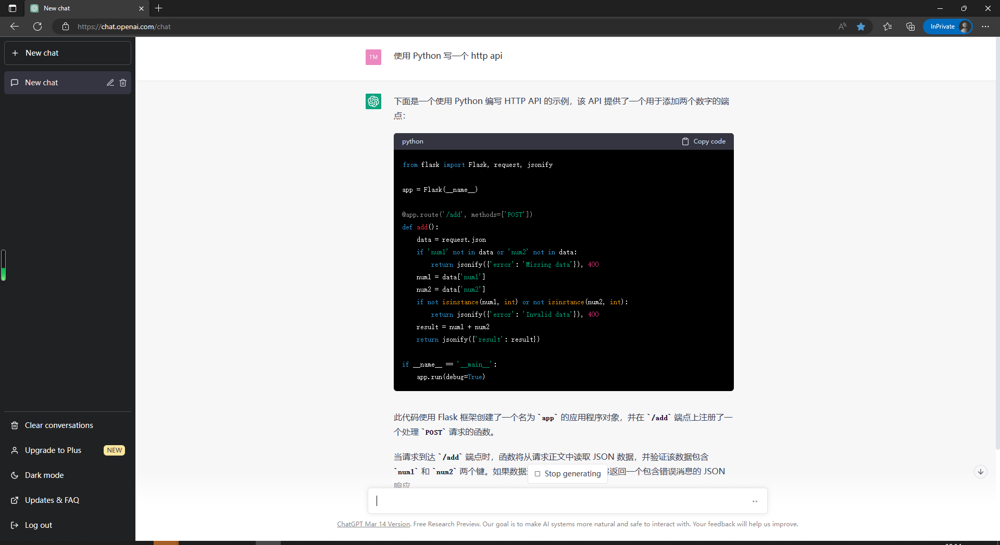 New chat
https://chat.openai.com/chat
InPrivate
New chat
New chat
TM
使用 Python 写一个 http api
下面是一个使用 Python 编写 HTTP API 的示例，该 API 提供了一个用于添加两个数字的端
点：
python
Copy code
from flask import Flask, request, jsonify
app = Flask(__name__)
@app.route('/add', methods=['POST'])
def add():
    data = request.json
    if 'num1' not in data or 'num2' not in data:
        return jsonify({'error': 'Missing data'}), 400
    num1 = data['num1']
    num2 = data['num2']
    if not isinstance(num1, int) or not isinstance(num2, int):
        return jsonify({'error': 'Invalid data'}), 400
    result = num1 + num2
    return jsonify({'result': result})
if __name__ == '__main__':
    app.run(debug=True)
此代码使用 Flask 框架创建了一个名为 `app` 的应用程序对象，并在 `/add` 端点上注册了一
个处理 `POST` 请求的函数。
当请求到达 `/add` 端点时，函数将从请求正文中读取 JSON 数据，并验证该数据包含
`num1` 和 `num2` 两个键。如果数据
Stop generating
返回一个包含错误消息的 JSON
响应
Clear conversations
Upgrade to Plus
NEW
Dark mode
Updates & FAQ
Log out
ChatGPT Mar 14 Version. Free Research Preview. Our goal is to make AI systems more natural and safe to interact with. Your feedback will help us improve.